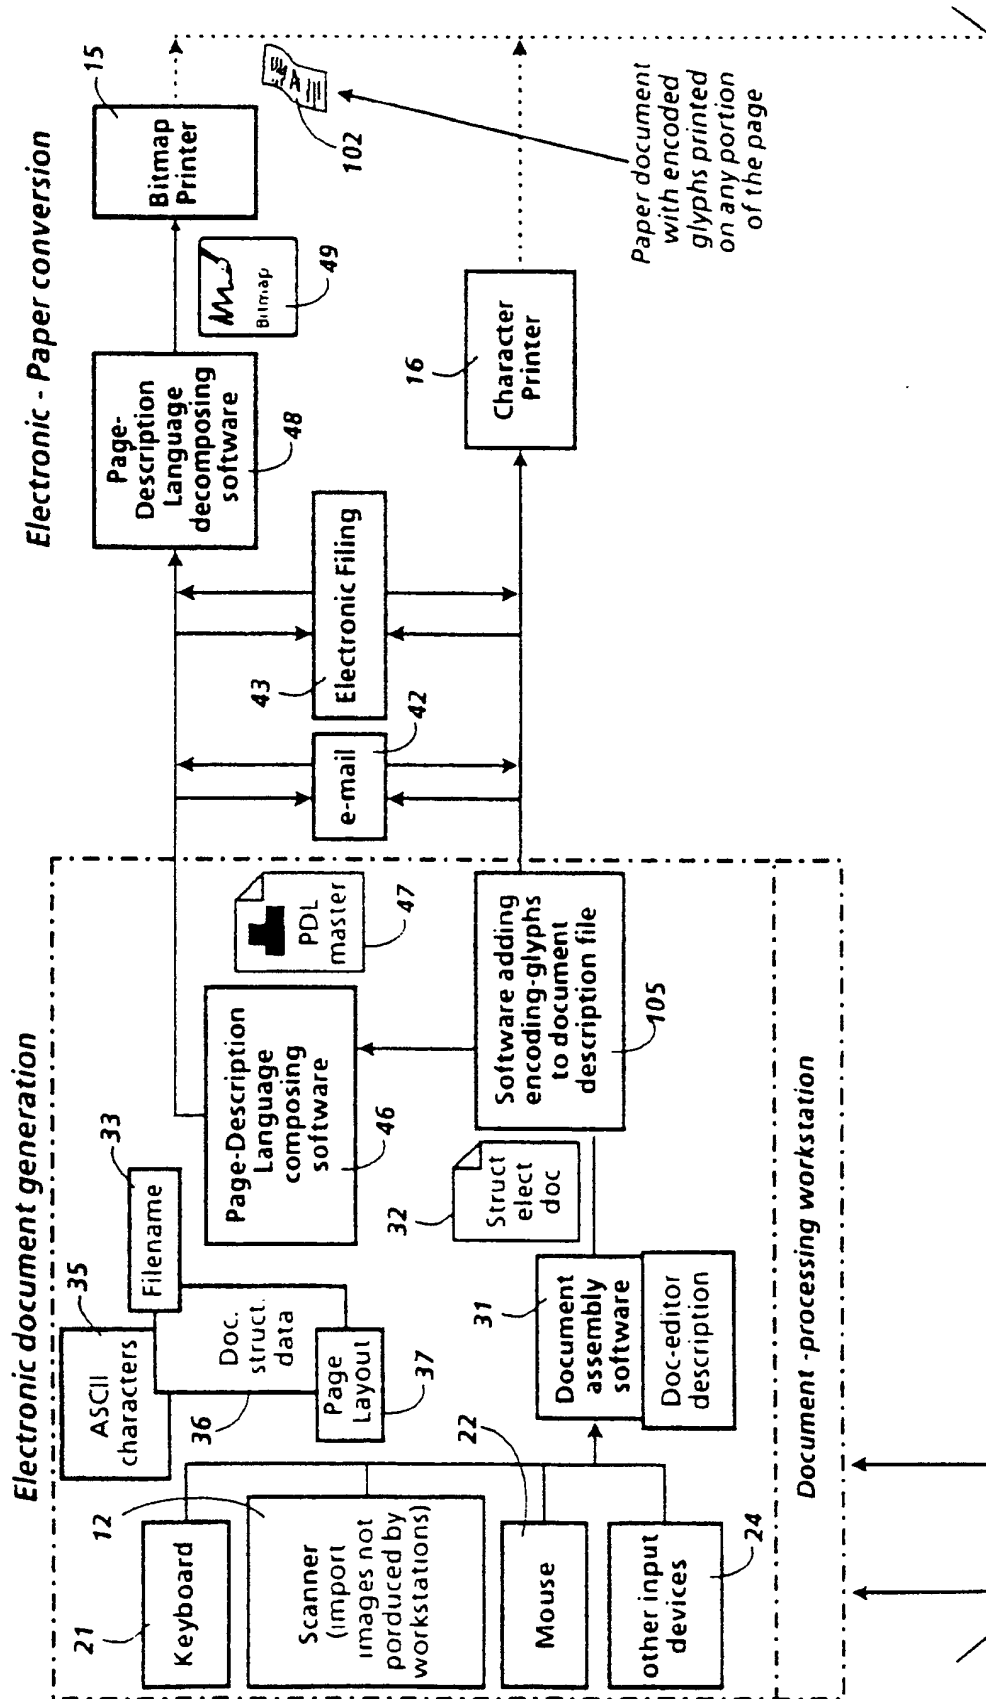 Electronic document generation
Electronic - Paper conversion
21
Keyboard
12
Scanner
(import
images not
porduced by
workstations)
Mouse
22
other input
devices
24
ASCII
characters
35
Filename
33
Doc.
struct.
data
36
Page
Layout
37
Document
assembly
software
31
Doc-editor
description
Struct
elect
doc
32
Page-Description
Language
composing
software
46
PDL
master
47
Software adding
encoding-glyphs
to document
description file
105
Document -processing workstation
e-mail
42
Electronic Filing
43
Page-
Description
Language
decomposing
software
48
Bitmap
49
Bitmap
Printer
15
102
Character
Printer
16
Paper document
with encoded
glyphs printed
on any portion
of the page